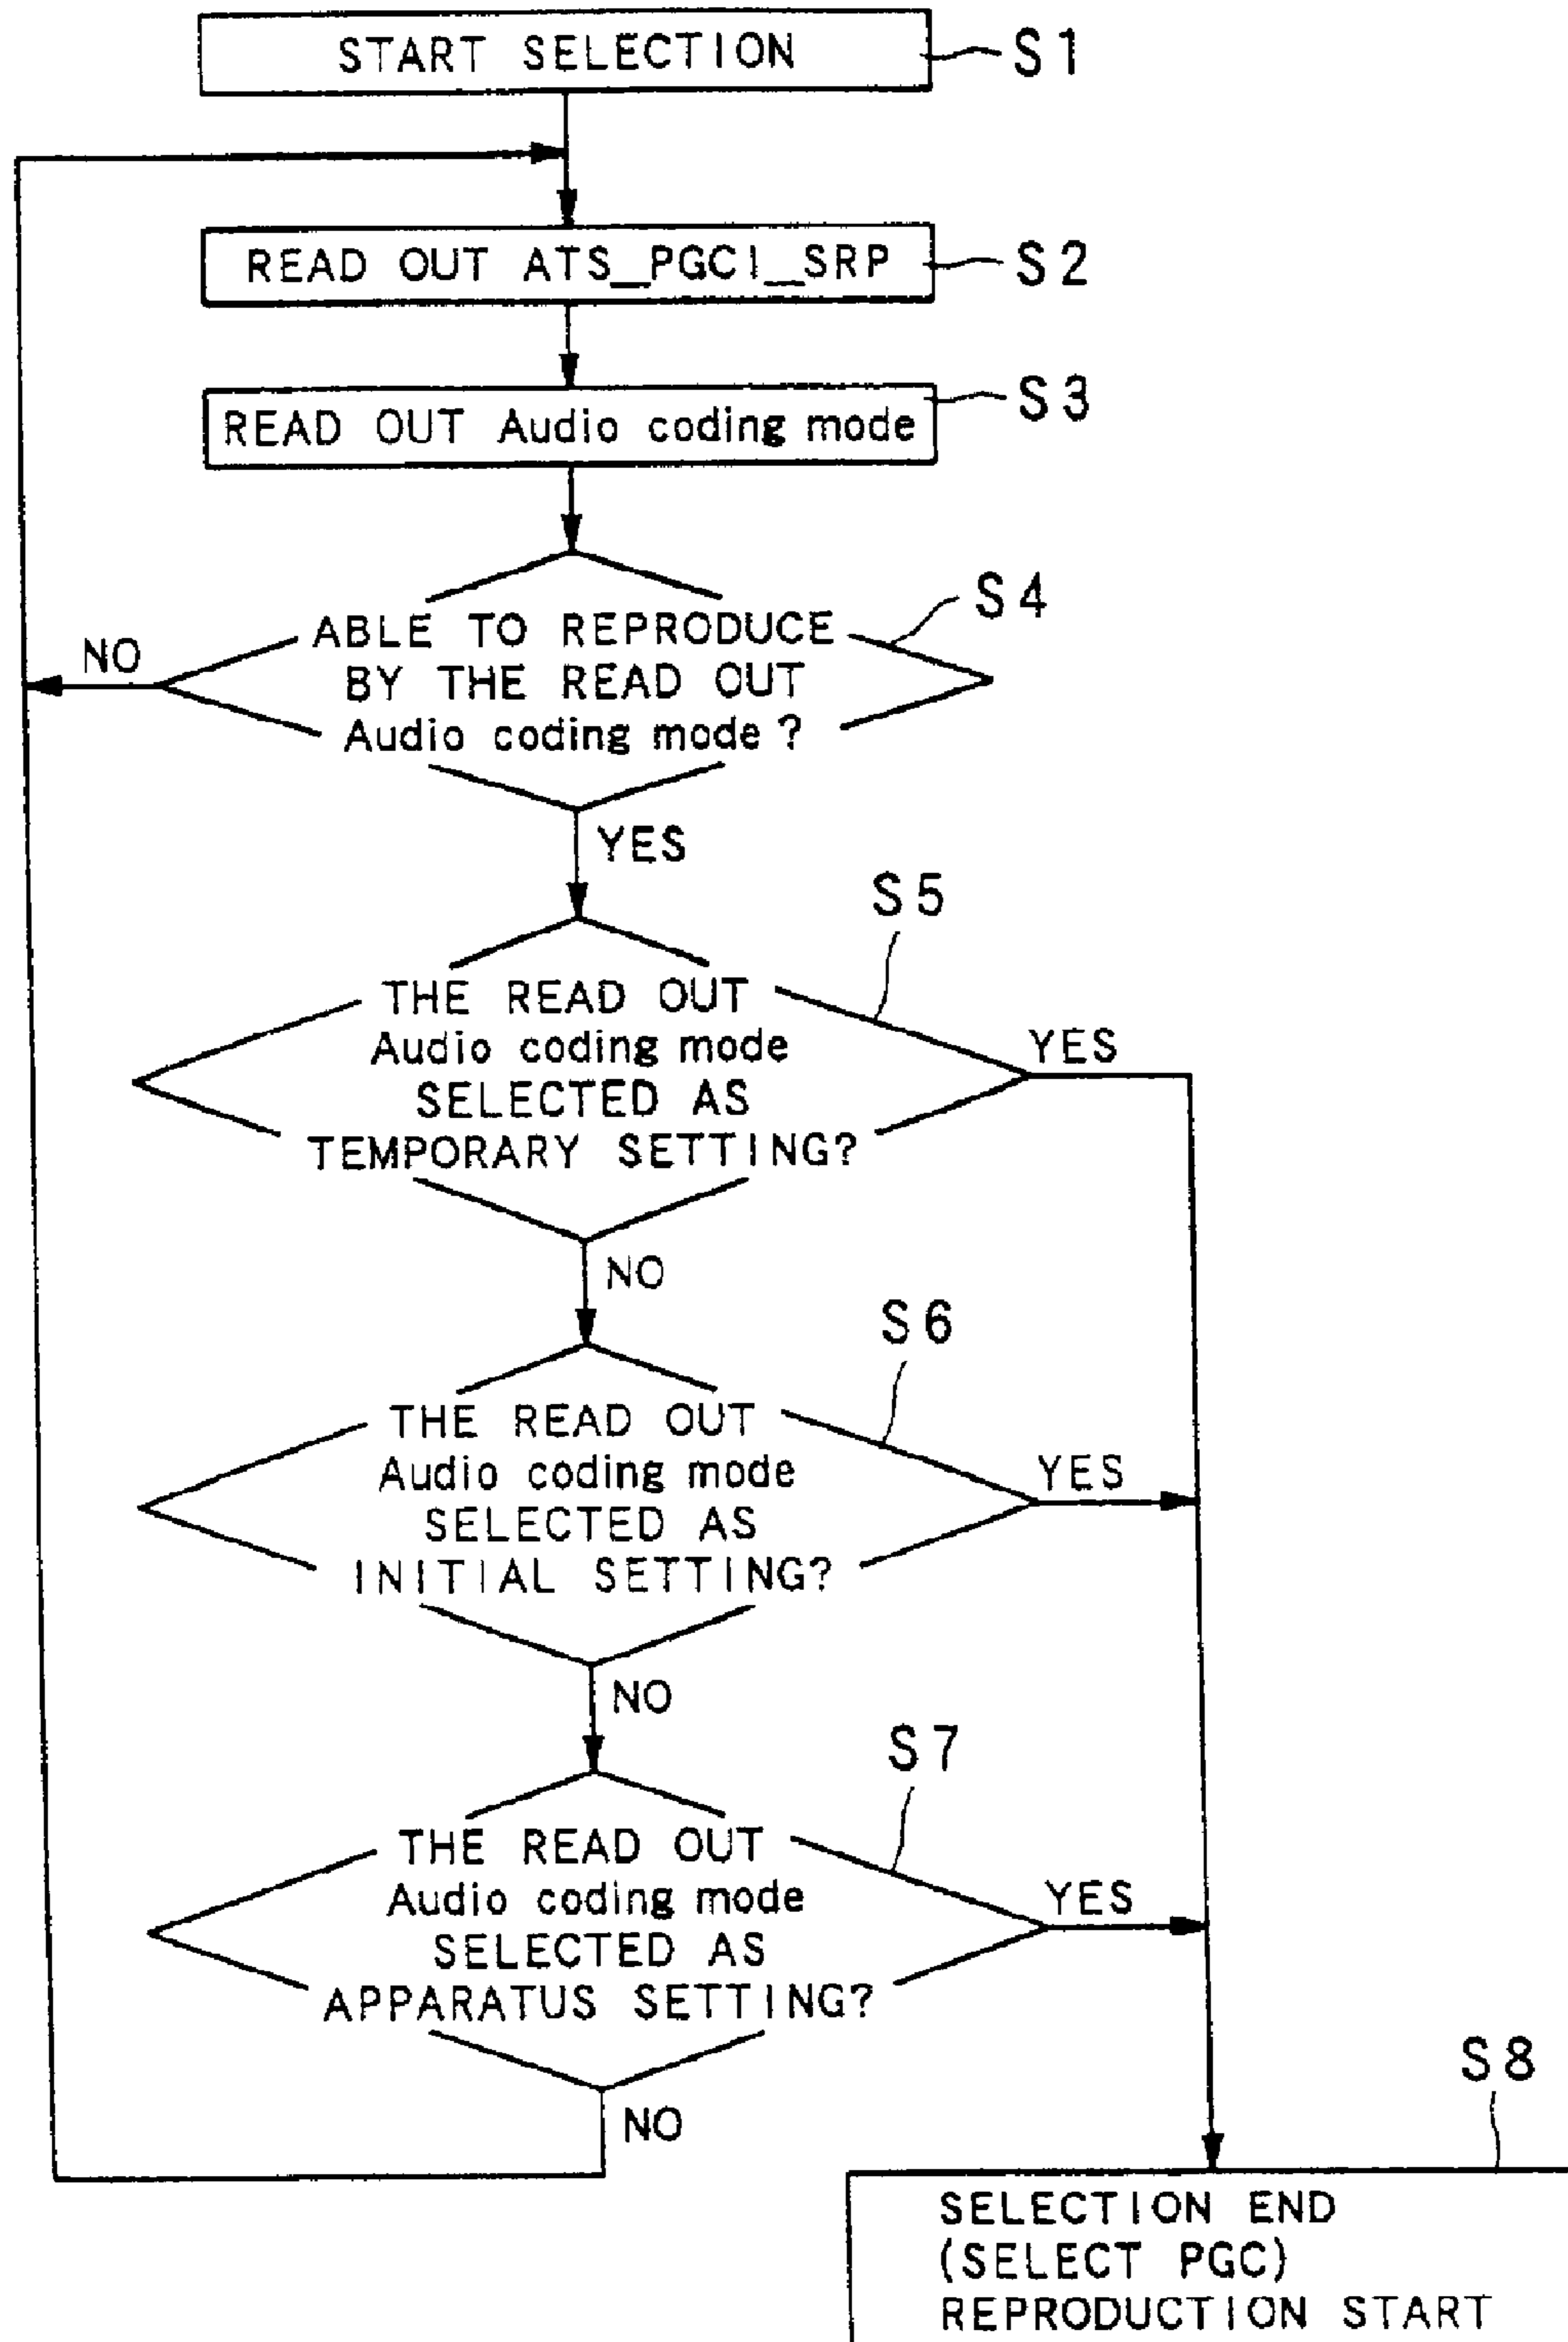 START SELECTION
S1
READ OUT ATS_PGCI_SRP
S2
READ OUT Audio coding mode
S3
ABLE TO REPRODUCE
BY THE READ OUT
Audio coding mode?
S4
NO
YES
THE READ OUT
Audio coding mode
SELECTED AS
TEMPORARY SETTING?
S5
YES
NO
THE READ OUT
Audio coding mode
SELECTED AS
INITIAL SETTING?
S6
YES
NO
THE READ OUT
Audio coding mode
SELECTED AS
APPARATUS SETTING?
S7
YES
NO
S8
SELECTION END
(SELECT PGC)
REPRODUCTION START